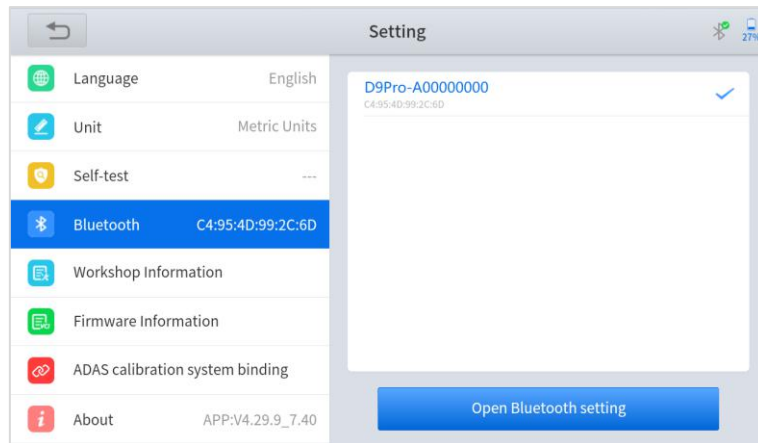 Setting
27%
Language English
Unit Metric Units
Self-test ---
Bluetooth C4:95:4D:99:2C:6D
Workshop Information
Firmware Information
ADAS calibration system binding
About APP:V4.29.9_7.40
D9Pro-A00000000
C4:95:4D:99:2C:6D
Open Bluetooth setting